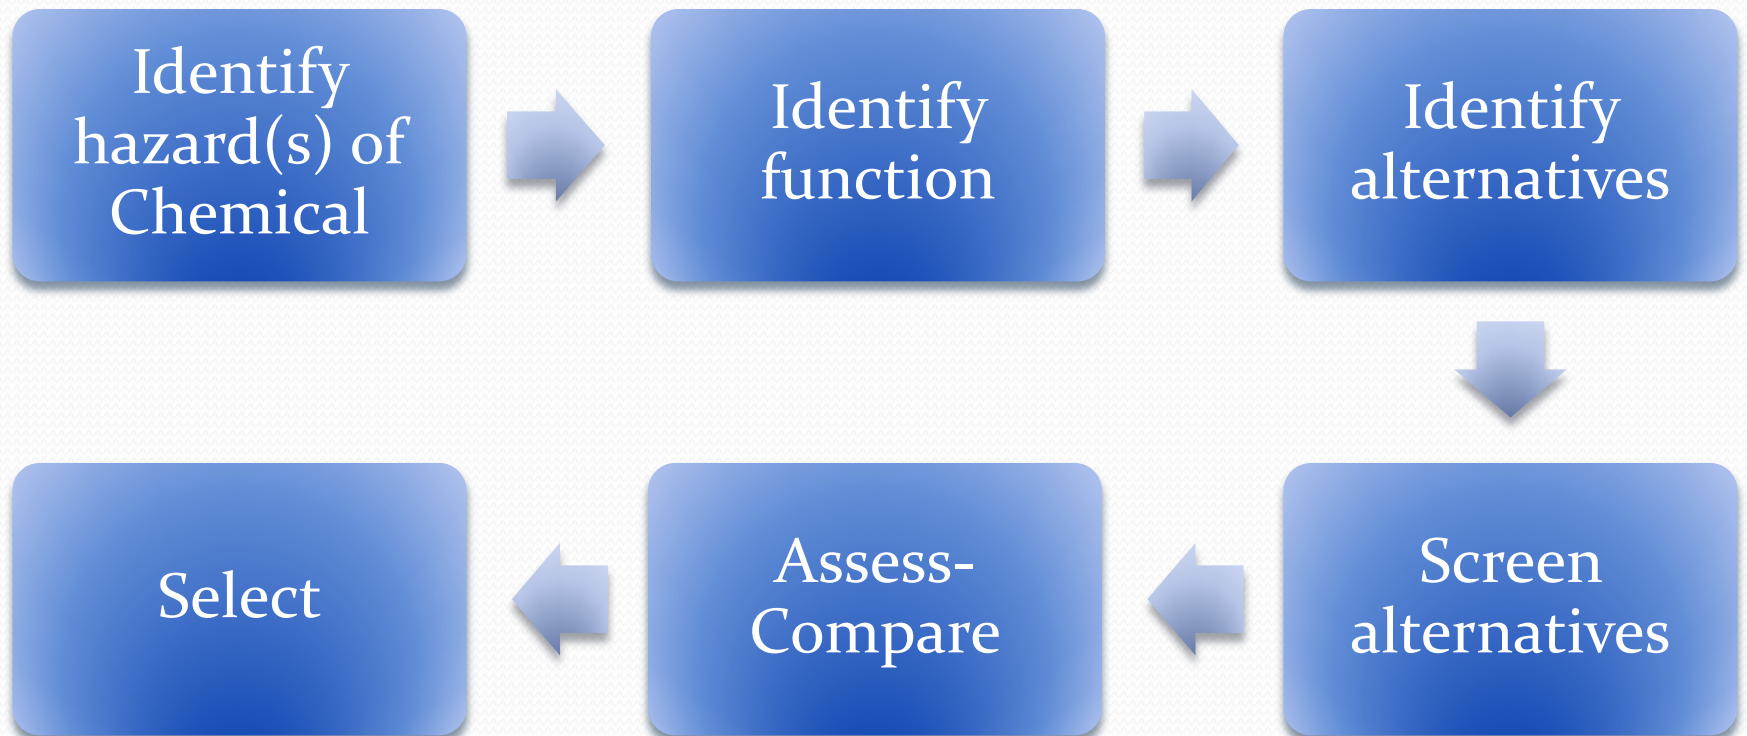 Identify
hazard(s) of
Chemical
Identify
function
Identify
alternatives
Screen
alternatives
Assess-
Compare
Select